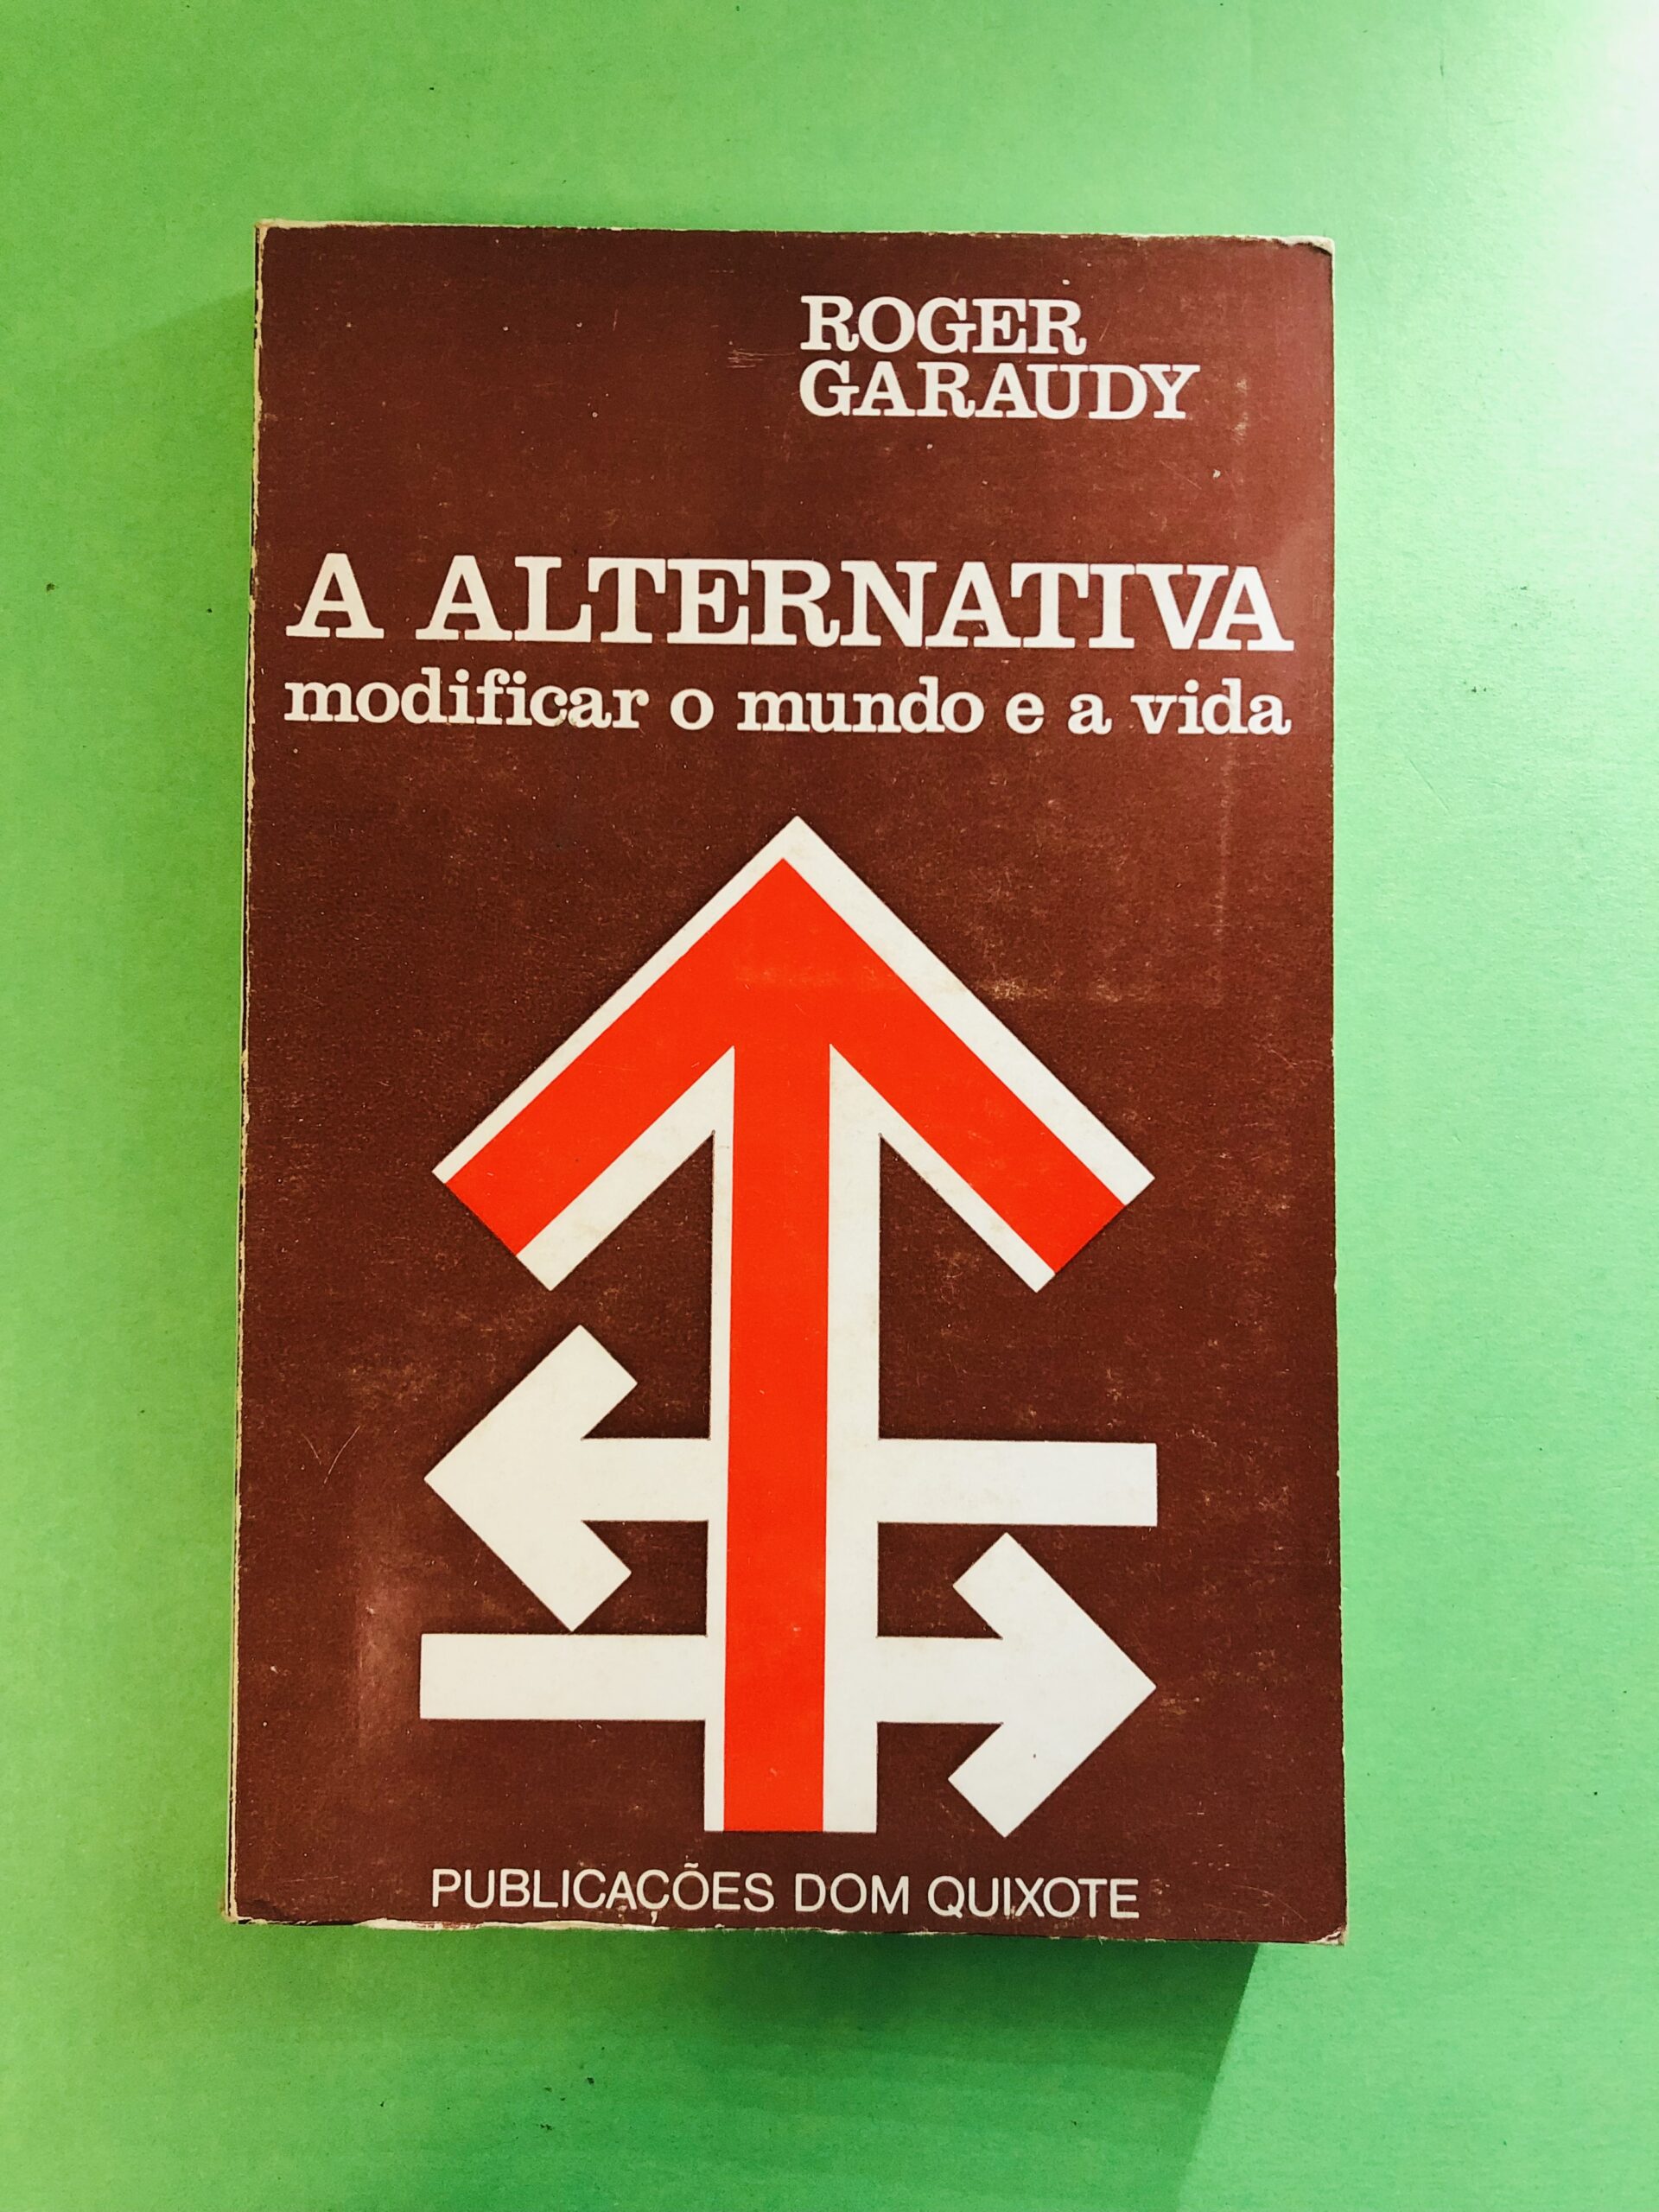 ROGER
GARAUDY
A ALTERNATIVA
modificar o mundo e a vida
PUBLICAÇÕES DOM QUIXOTE